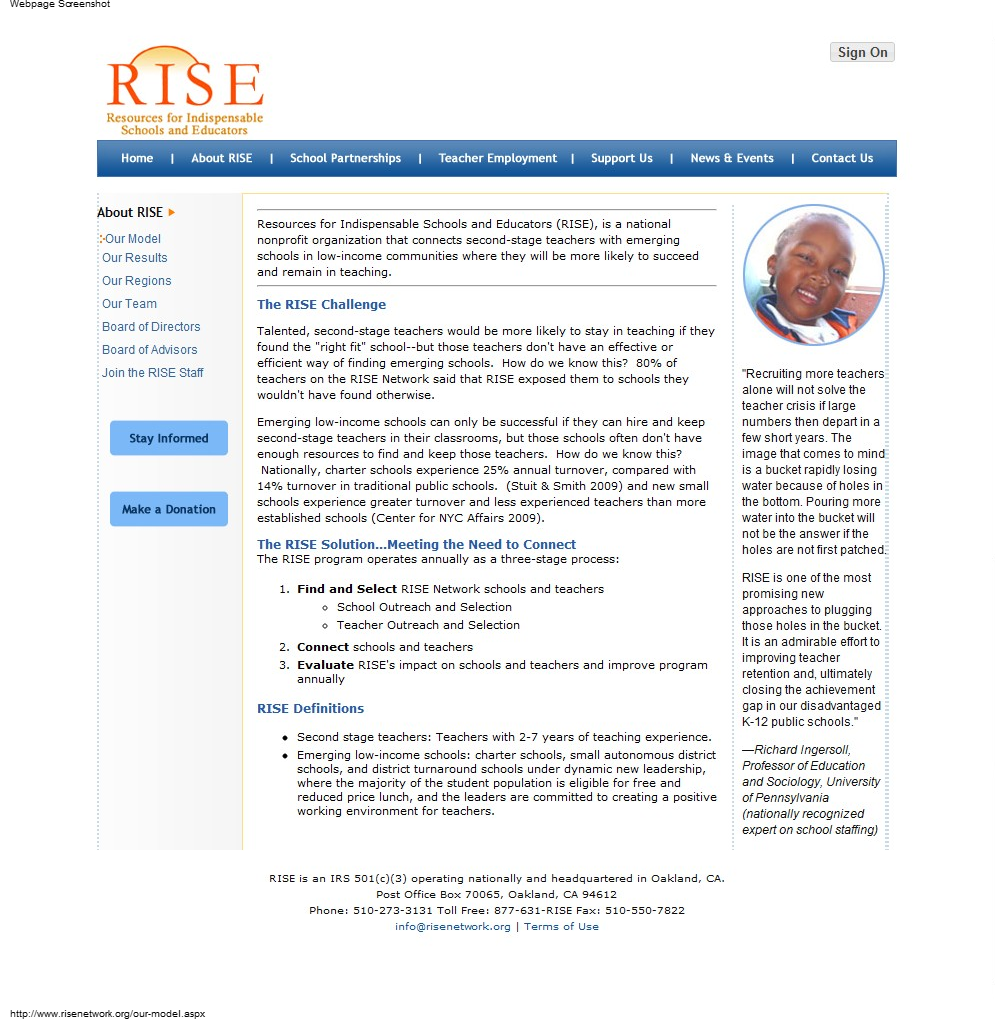 Webpage Screenshot
Sign On
RISE
Resources for Indispensable
Schools and Educators
Home | About RISE | School Partnerships | Teacher Employment | Support Us | News & Events | Contact Us
About RISE
Our Model
Our Results
Our Regions
Our Team
Board of Directors
Board of Advisors
Join the RISE Staff
Stay Informed
Make a Donation
Resources for Indispensable Schools and Educators (RISE), is a national
nonprofit organization that connects second-stage teachers with emerging
schools in low-income communities where they will be more likely to succeed
and remain in teaching.
The RISE Challenge
Talented, second-stage teachers would be more likely to stay in teaching if they
found the "right fit" school--but those teachers don't have an effective or
efficient way of finding emerging schools.  How do we know this?  80% of
teachers on the RISE Network said that RISE exposed them to schools they
wouldn't have found otherwise.
Emerging low-income schools can only be successful if they can hire and keep
second-stage teachers in their classrooms, but those schools often don't have
enough resources to find and keep those teachers.  How do we know this?
Nationally, charter schools experience 25% annual turnover, compared with
14% turnover in traditional public schools.  (Stuit & Smith 2009) and new small
schools experience greater turnover and less experienced teachers than more
established schools (Center for NYC Affairs 2009).
The RISE Solution...Meeting the Need to Connect
The RISE program operates annually as a three-stage process:
1. Find and Select RISE Network schools and teachers
School Outreach and Selection
Teacher Outreach and Selection
2. Connect schools and teachers
3. Evaluate RISE's impact on schools and teachers and improve program
annually
RISE Definitions
Second stage teachers: Teachers with 2-7 years of teaching experience.
Emerging low-income schools: charter schools, small autonomous district
schools, and district turnaround schools under dynamic new leadership,
where the majority of the student population is eligible for free and
reduced price lunch, and the leaders are committed to creating a positive
working environment for teachers.
"Recruiting more teachers
alone will not solve the
teacher crisis if large
numbers then depart in a
few short years. The
image that comes to mind
is a bucket rapidly losing
water because of holes in
the bottom. Pouring more
water into the bucket will
not be the answer if the
holes are not first patched.
RISE is one of the most
promising new
approaches to plugging
those holes in the bucket.
It is an admirable effort to
improving teacher
retention and, ultimately
closing the achievement
gap in our disadvantaged
K-12 public schools."
—Richard Ingersoll,
Professor of Education
and Sociology, University
of Pennsylvania
(nationally recognized
expert on school staffing)
RISE is an IRS 501(c)(3) operating nationally and headquartered in Oakland, CA.
Post Office Box 70065, Oakland, CA 94612
Phone: 510-273-3131 Toll Free: 877-631-RISE Fax: 510-550-7822
info@risenetwork.org | Terms of Use
http://www.risenetwork.org/our-model.aspx